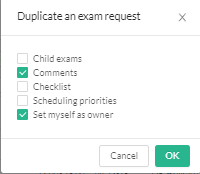 Duplicate an exam request
Child exams
Comments
Checklist
Scheduling priorities
Set myself as owner
Cancel OK